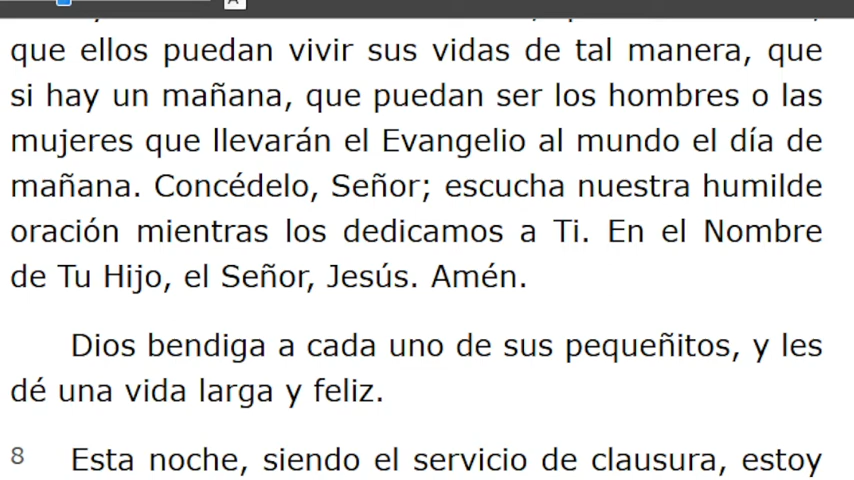 que ellos puedan vivir sus vidas de tal manera, que
si hay un mañana, que puedan ser los hombres o las
mujeres que llevarán el Evangelio al mundo el día de
mañana. Concédelo, Señor; escucha nuestra humilde
oración mientras los dedicamos a Ti. En el Nombre
de Tu Hijo, el Señor, Jesús. Amén.
Dios bendiga a cada uno de sus pequeñitos, y les
dé una vida larga y feliz.
8 Esta noche, siendo el servicio de clausura, estoy